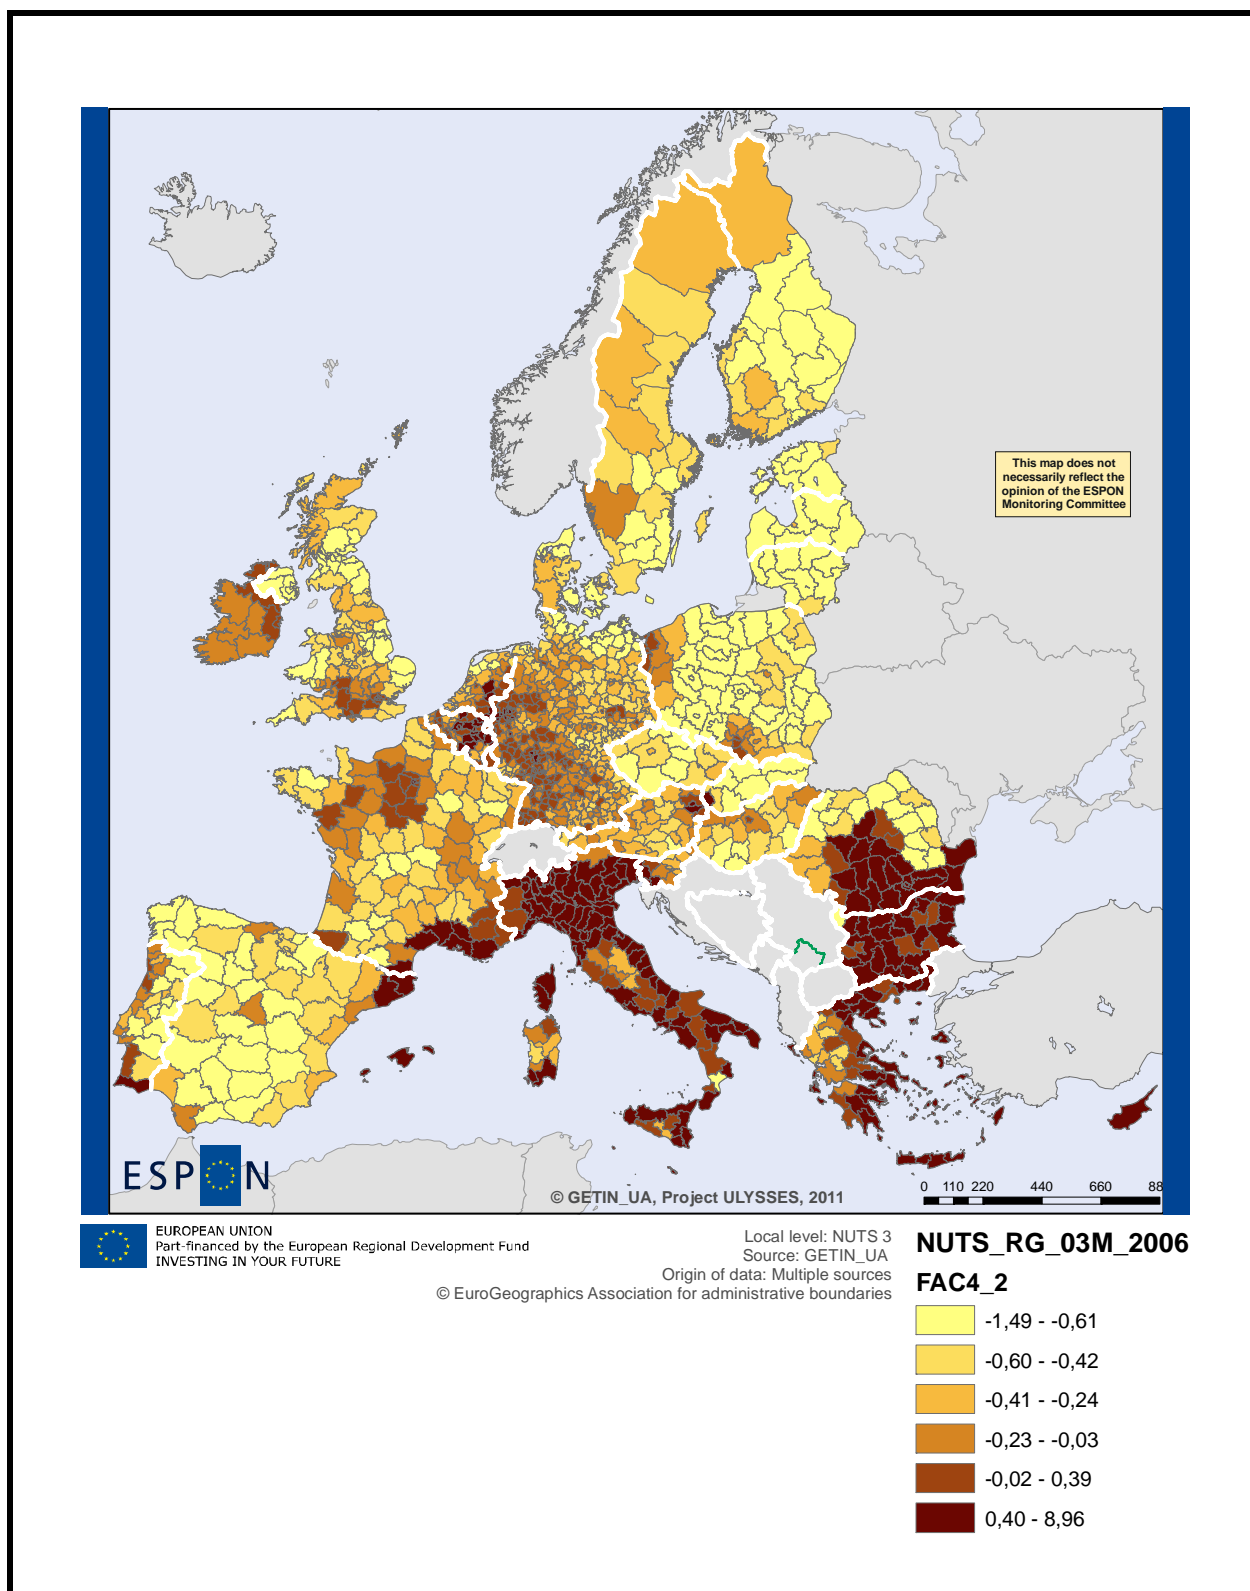 This map does not
necessarily reflect the
opinion of the ESPON
Monitoring Committee
ESPON
© GETIN_UA, Project ULYSSES, 2011
0 110 220 440 660 88
EUROPEAN UNION
Part-financed by the European Regional Development Fund
INVESTING IN YOUR FUTURE
Local level: NUTS 3
Source: GETIN_UA
Origin of data: Multiple sources
© EuroGeographics Association for administrative boundaries
NUTS_RG_03M_2006
FAC4_2
-1,49 - -0,61
-0,60 - -0,42
-0,41 - -0,24
-0,23 - -0,03
-0,02 - 0,39
0,40 - 8,96